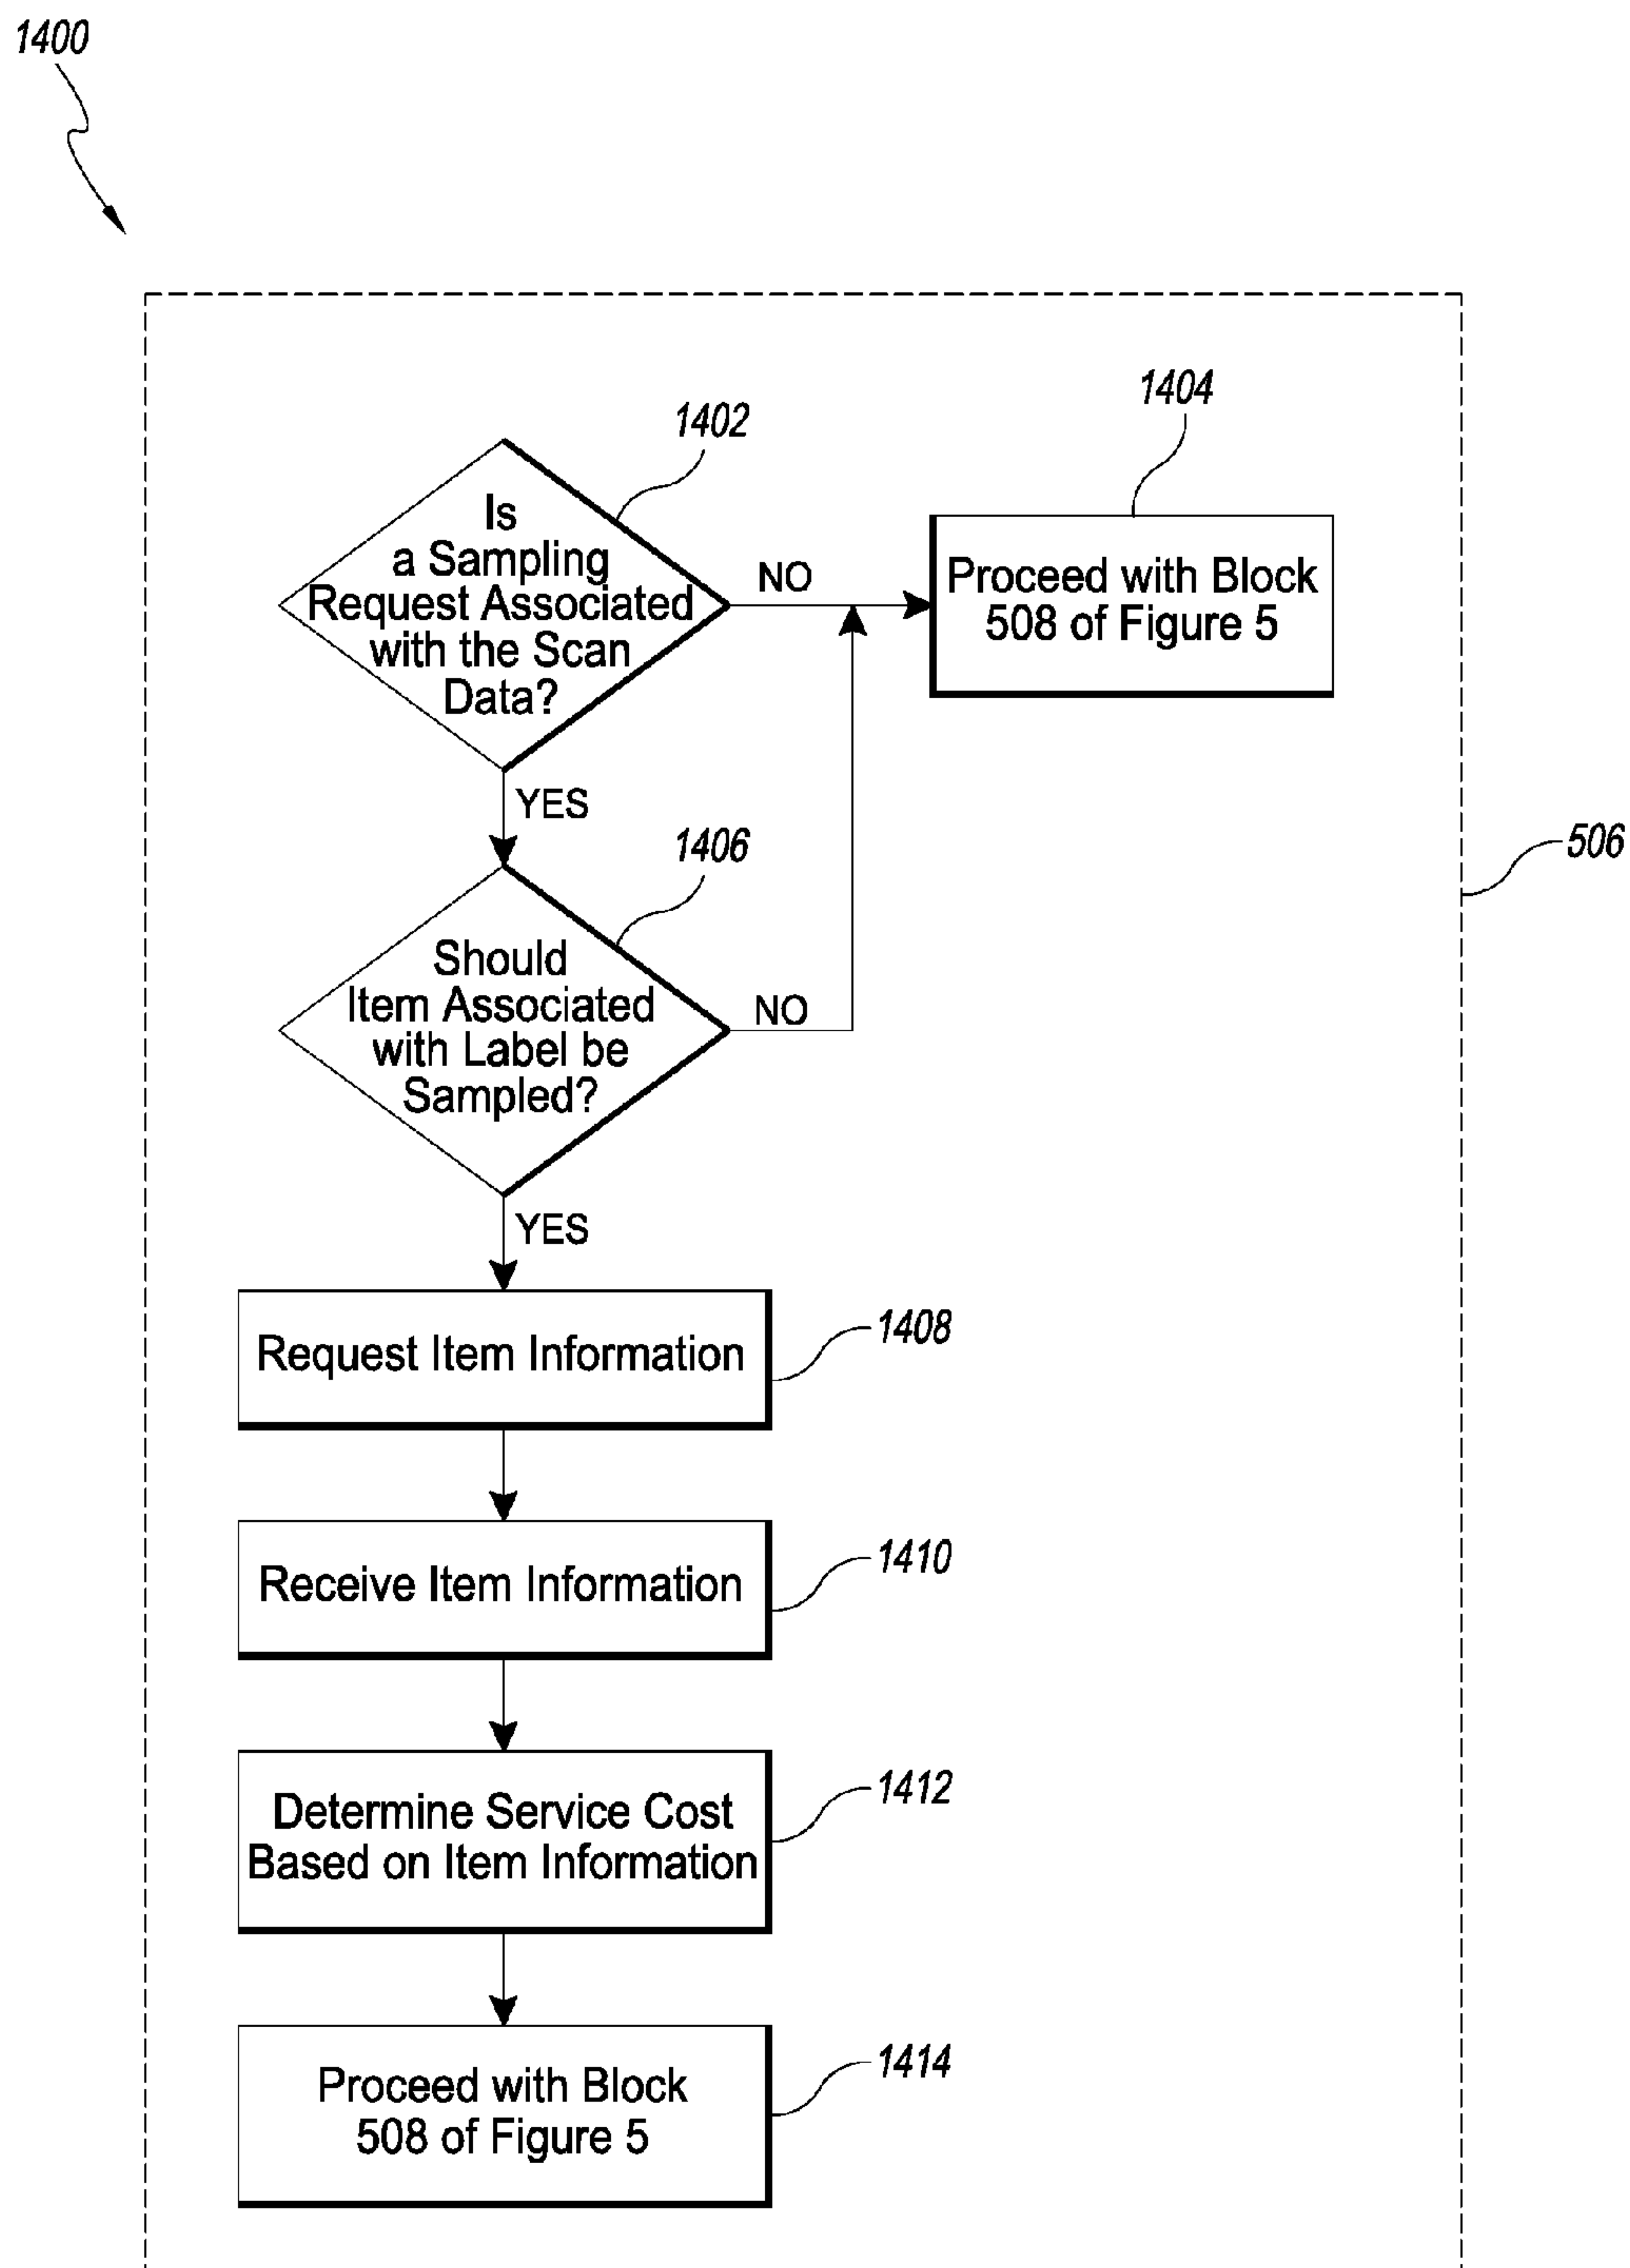 1400
1402
1404
Is
a Sampling
Request Associated
with the Scan
Data?
NO
Proceed with Block
508 of Figure 5
YES
1406
506
Should
Item Associated
with Label be
Sampled?
NO
YES
Request Item Information
1408
Receive Item Information
1410
Determine Service Cost
Based on Item Information
1412
Proceed with Block
508 of Figure 5
1414